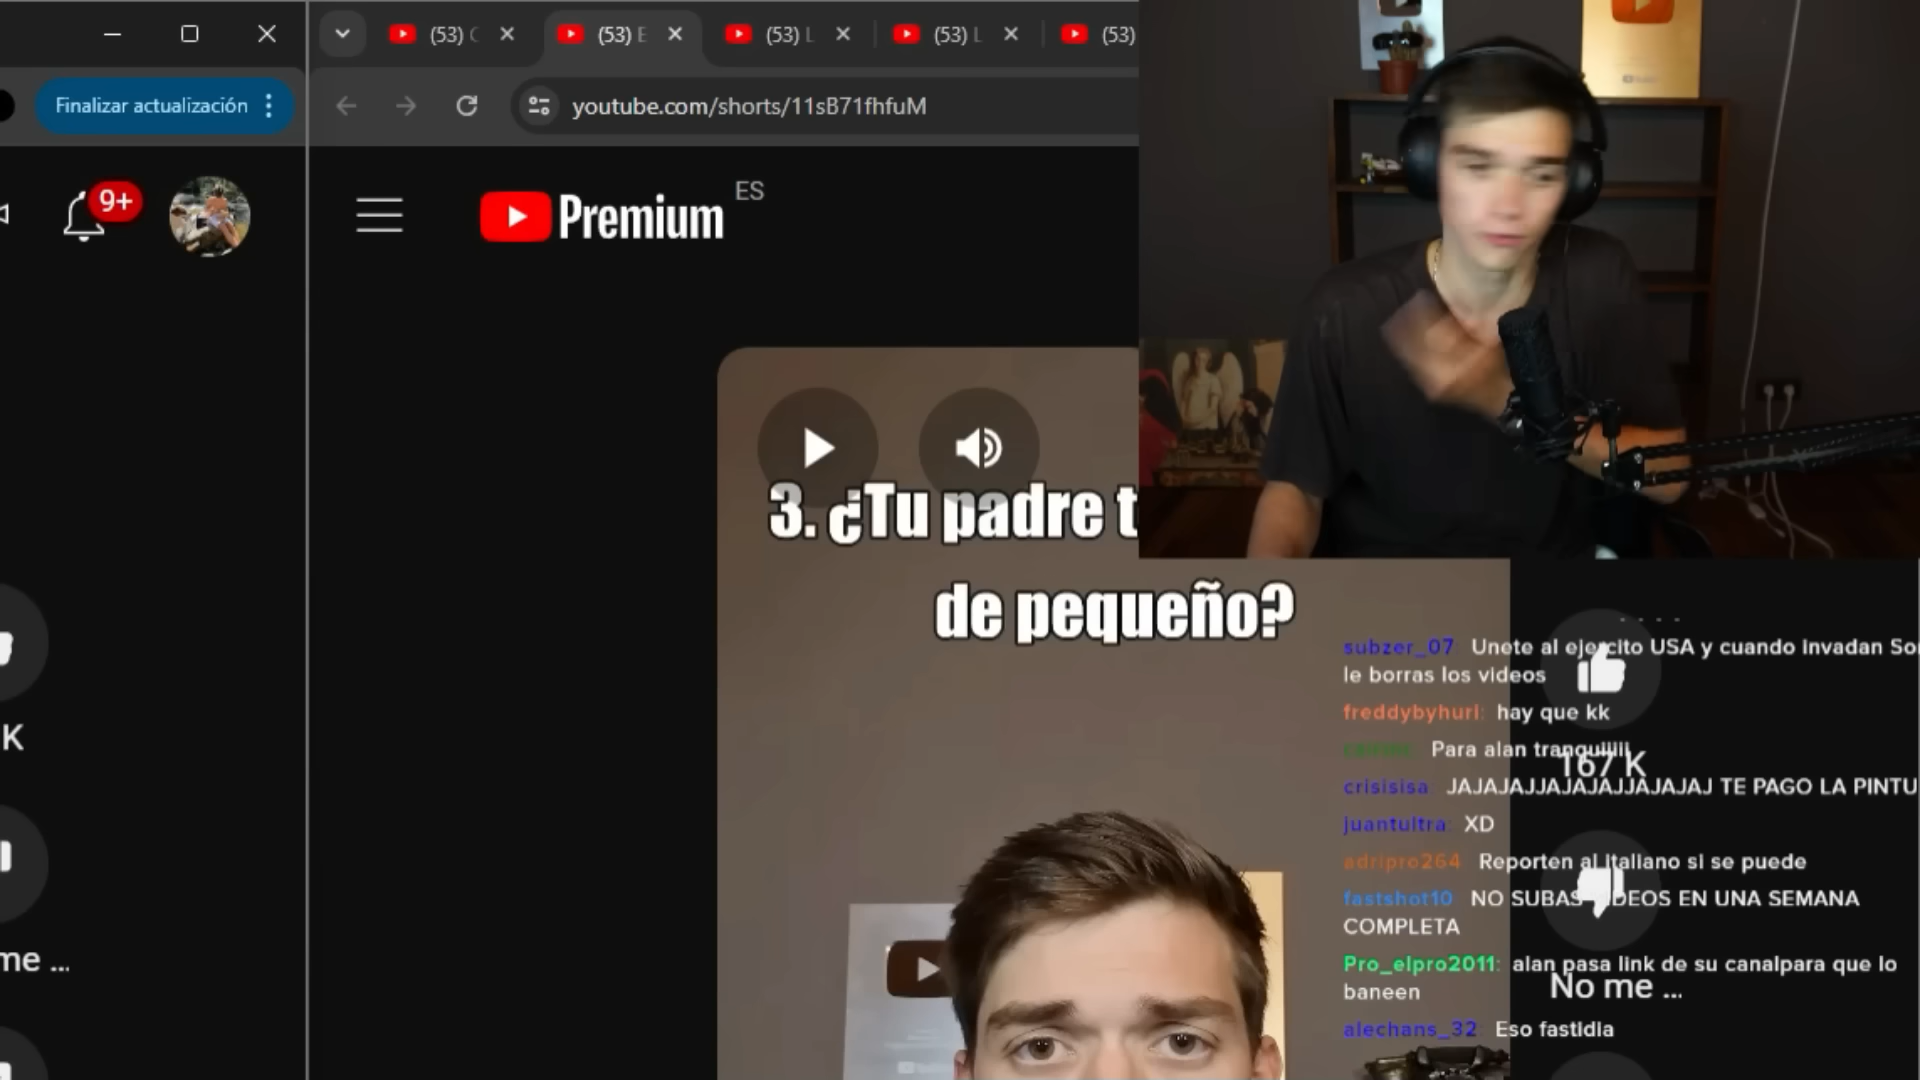 (53) C
(53) E
(53) L
(53) L
(53)
Finalizar actualización
youtube.com/shorts/11sB71fhfuM
9+
Premium
ES
3. ¿Tu padre t
de pequeño?
K
me ...
subzer_07: Unete al ejercito USA y cuando invadan So
le borras los videos
freddybyhurl: hay que kk
Para alan tranquiiiii
167 K
crisisisa: JAJAJAJJAJAJAJJAJAJAJ TE PAGO LA PINTU
juantultra: XD
adripro264: Reporten al italiano si se puede
fastshot10: NO SUBAS VIDEOS EN UNA SEMANA
COMPLETA
Pro_elpro2011: alan pasa link de su canalpara que lo
baneen
No me ...
alechans_32: Eso fastidia